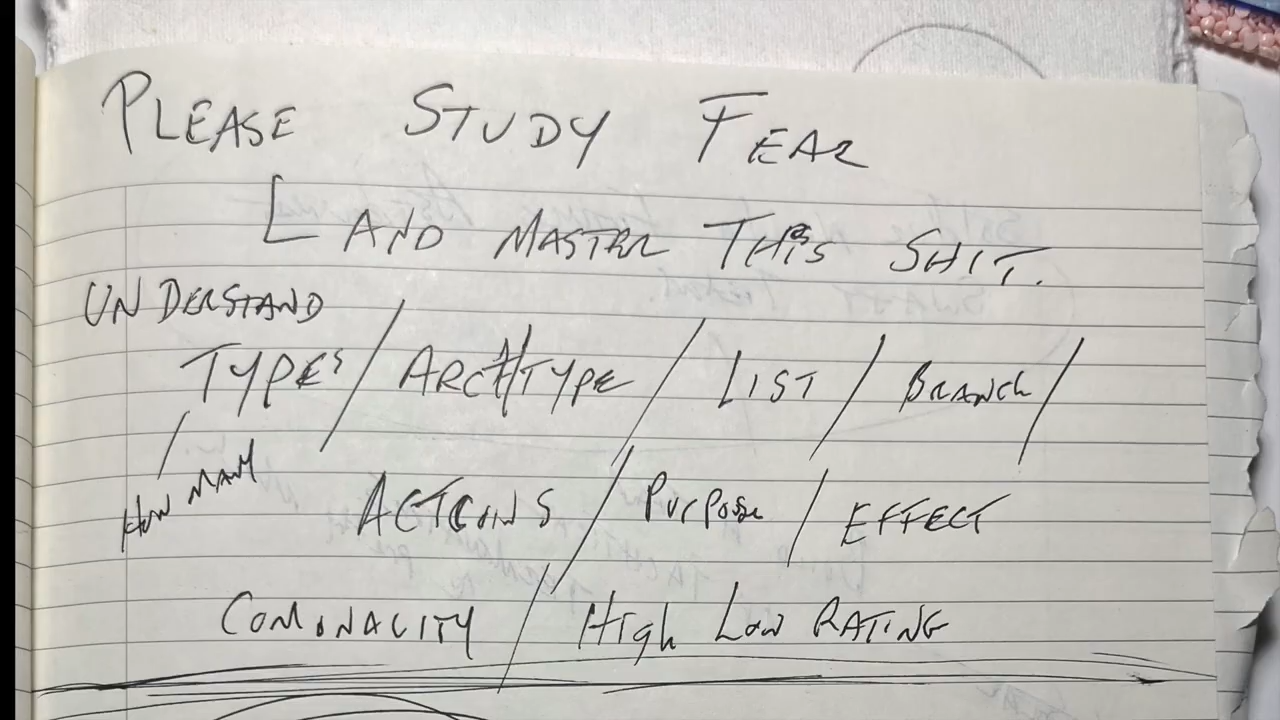 PLEASE STUDY FEAR
AND MASTER THIS SHIT.
UNDERSTAND
TYPES / ARCHTYPE / LIST / BRANCH /
HOW MANY
ACTIONS / PURPOSE / EFFECT
COMONALITY / HIGH LOW RATING